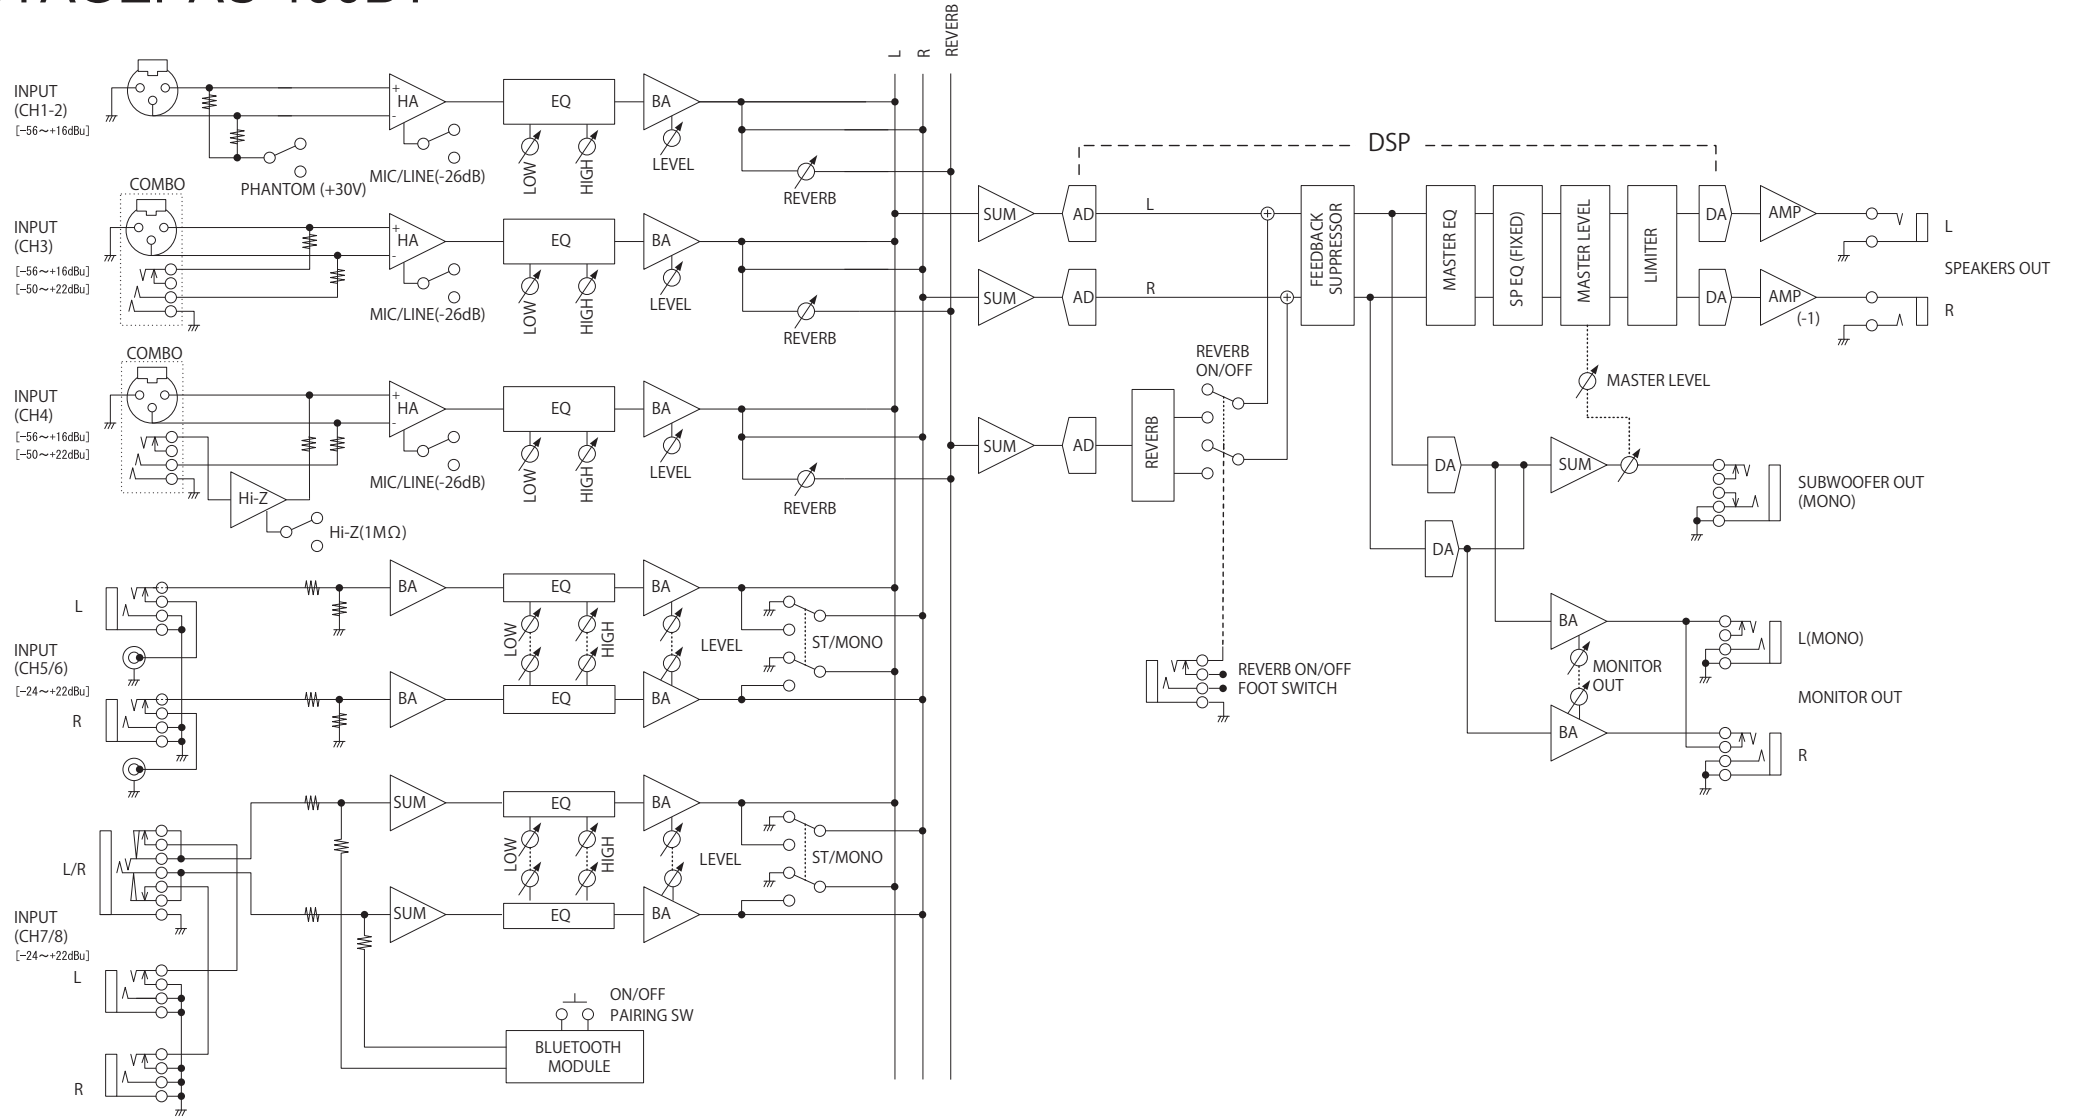 L
R
REVERB
INPUT
(CH1-2)
[-56~+16dBu]
+
-
HA
EQ
BA
LOW
HIGH
LEVEL
REVERB
PHANTOM (+30V)
MIC/LINE(-26dB)
COMBO
INPUT
(CH3)
[-56~+16dBu]
[-50~+22dBu]
+
-
HA
EQ
BA
LOW
HIGH
LEVEL
REVERB
MIC/LINE(-26dB)
COMBO
INPUT
(CH4)
[-56~+16dBu]
[-50~+22dBu]
+
-
HA
EQ
BA
LOW
HIGH
LEVEL
REVERB
MIC/LINE(-26dB)
Hi-Z
Hi-Z(1MΩ)
L
INPUT
(CH5/6)
[-24~+22dBu]
R
BA
EQ
BA
LOW
HIGH
LEVEL
ST/MONO
BA
EQ
BA
L/R
INPUT
(CH7/8)
[-24~+22dBu]
L
R
SUM
EQ
BA
LOW
HIGH
LEVEL
ST/MONO
SUM
EQ
BA
ON/OFF
PAIRING SW
BLUETOOTH
MODULE
DSP
SUM
AD
L
SUM
AD
R
FEEDBACK
SUPPRESSOR
MASTER EQ
SP EQ (FIXED)
MASTER LEVEL
LIMITER
DA
AMP
L
SPEAKERS OUT
DA
AMP
(-1)
R
SUM
AD
REVERB
REVERB
ON/OFF
MASTER LEVEL
DA
SUM
SUBWOOFER OUT
(MONO)
DA
BA
L(MONO)
MONITOR
OUT
MONITOR OUT
BA
R
REVERB ON/OFF
FOOT SWITCH